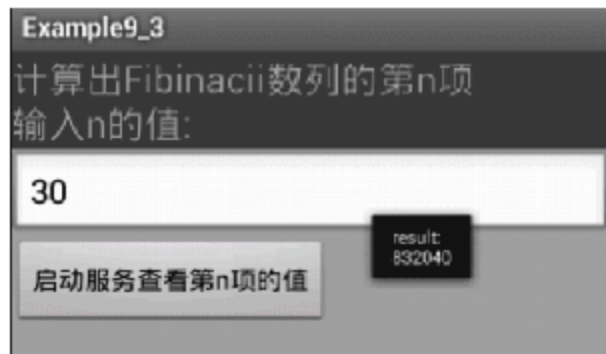 Example9_3
计算出Fibinacii数列的第n项
输入n的值:
30
result:
832040
启动服务查看第n项的值